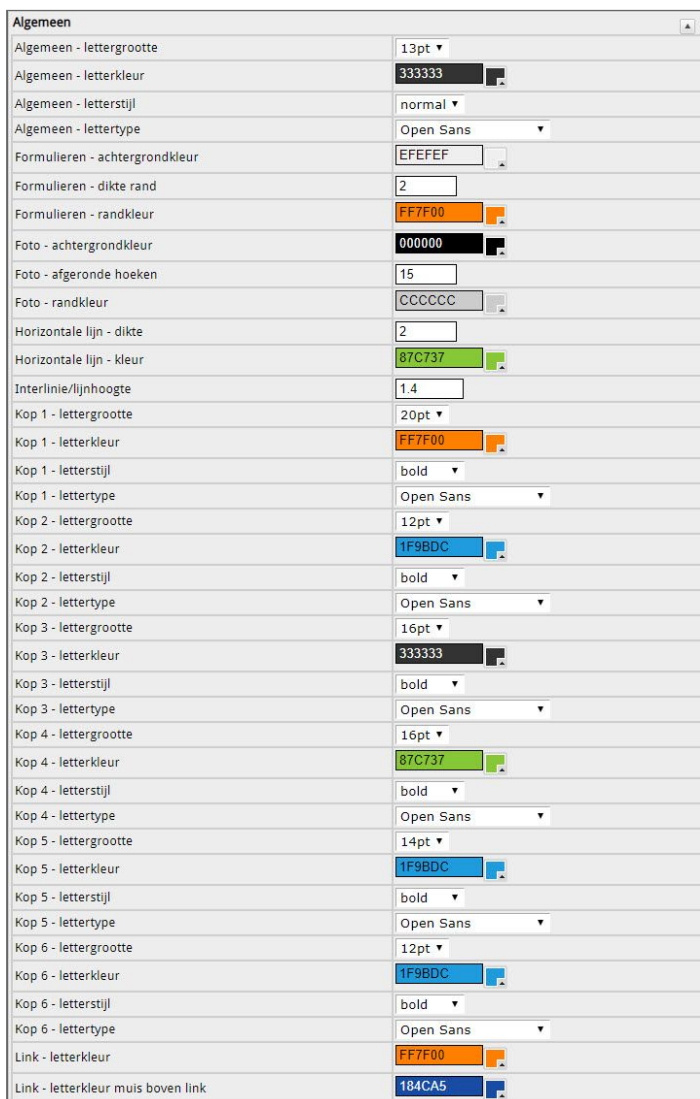 Algemeen
Algemeen - lettergrootte 13pt
Algemeen - letterkleur 333333
Algemeen - letterstijl normal
Algemeen - lettertype Open Sans
Formulieren - achtergrondkleur EFEFEF
Formulieren - dikte rand 2
Formulieren - randkleur FF7F00
Foto - achtergrondkleur 000000
Foto - afgeronde hoeken 15
Foto - randkleur CCCCCC
Horizontale lijn - dikte 2
Horizontale lijn - kleur 87C737
Interlinie/lijnhoogte 1.4
Kop 1 - lettergrootte 20pt
Kop 1 - letterkleur FF7F00
Kop 1 - letterstijl bold
Kop 1 - lettertype Open Sans
Kop 2 - lettergrootte 12pt
Kop 2 - letterkleur 1F9BDC
Kop 2 - letterstijl bold
Kop 2 - lettertype Open Sans
Kop 3 - lettergrootte 16pt
Kop 3 - letterkleur 333333
Kop 3 - letterstijl bold
Kop 3 - lettertype Open Sans
Kop 4 - lettergrootte 16pt
Kop 4 - letterkleur 87C737
Kop 4 - letterstijl bold
Kop 4 - lettertype Open Sans
Kop 5 - lettergrootte 14pt
Kop 5 - letterkleur 1F9BDC
Kop 5 - letterstijl bold
Kop 5 - lettertype Open Sans
Kop 6 - lettergrootte 12pt
Kop 6 - letterkleur 1F9BDC
Kop 6 - letterstijl bold
Kop 6 - lettertype Open Sans
Link - letterkleur FF7F00
Link - letterkleur muis boven link 184CA5